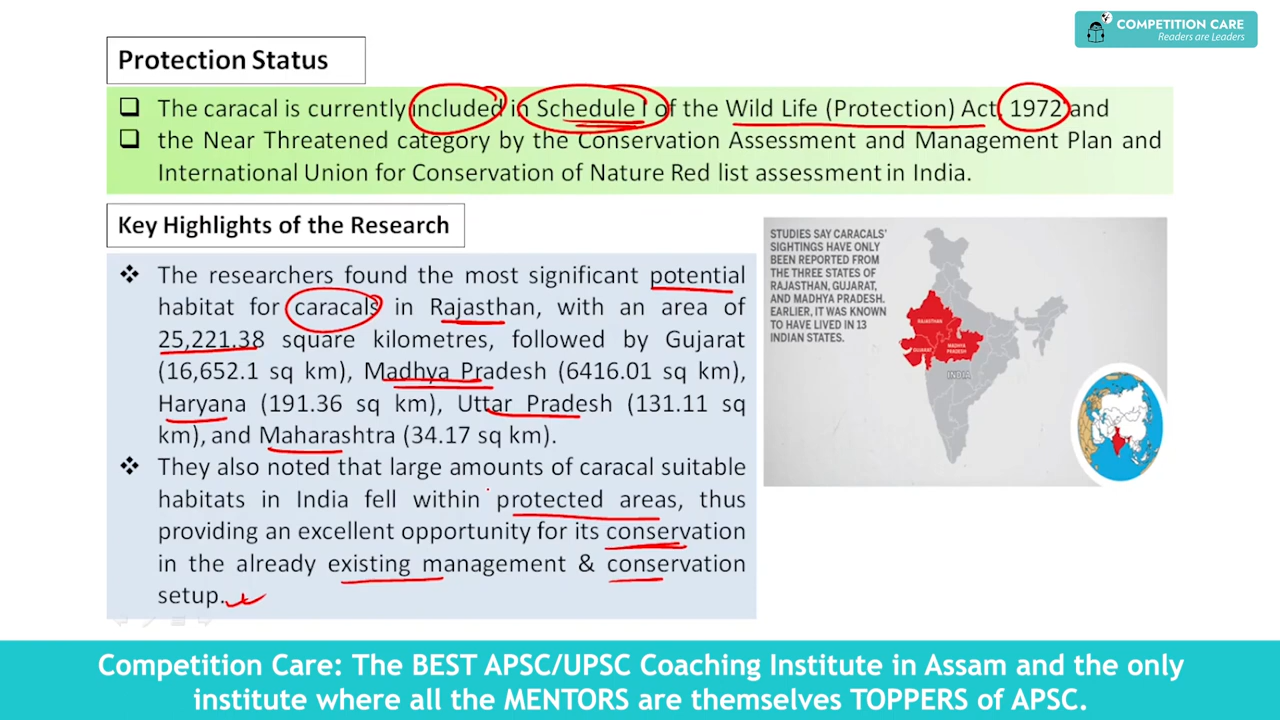 COMPETITION CARE
Readers are Leaders
Protection Status
❑ The caracal is currently included in Schedule I of the Wild Life (Protection) Act, 1972 and
❑ the Near Threatened category by the Conservation Assessment and Management Plan and
International Union for Conservation of Nature Red list assessment in India.
Key Highlights of the Research
❖ The researchers found the most significant potential
habitat for caracals in Rajasthan, with an area of
25,221.38 square kilometres, followed by Gujarat
(16,652.1 sq km), Madhya Pradesh (6416.01 sq km),
Haryana (191.36 sq km), Uttar Pradesh (131.11 sq
km), and Maharashtra (34.17 sq km).
❖ They also noted that large amounts of caracal suitable
habitats in India fell within protected areas, thus
providing an excellent opportunity for its conservation
in the already existing management & conservation
setup.
STUDIES SAY CARACALS'
SIGHTINGS HAVE ONLY
BEEN REPORTED FROM
THE THREE STATES OF
RAJASTHAN, GUJARAT,
AND MADHYA PRADESH.
EARLIER, IT WAS KNOWN
TO HAVE LIVED IN 13
INDIAN STATES.
RAJASTHAN
GUJARAT
MADHYA
PRADESH
INDIA
Competition Care: The BEST APSC/UPSC Coaching Institute in Assam and the only
institute where all the MENTORS are themselves TOPPERS of APSC.